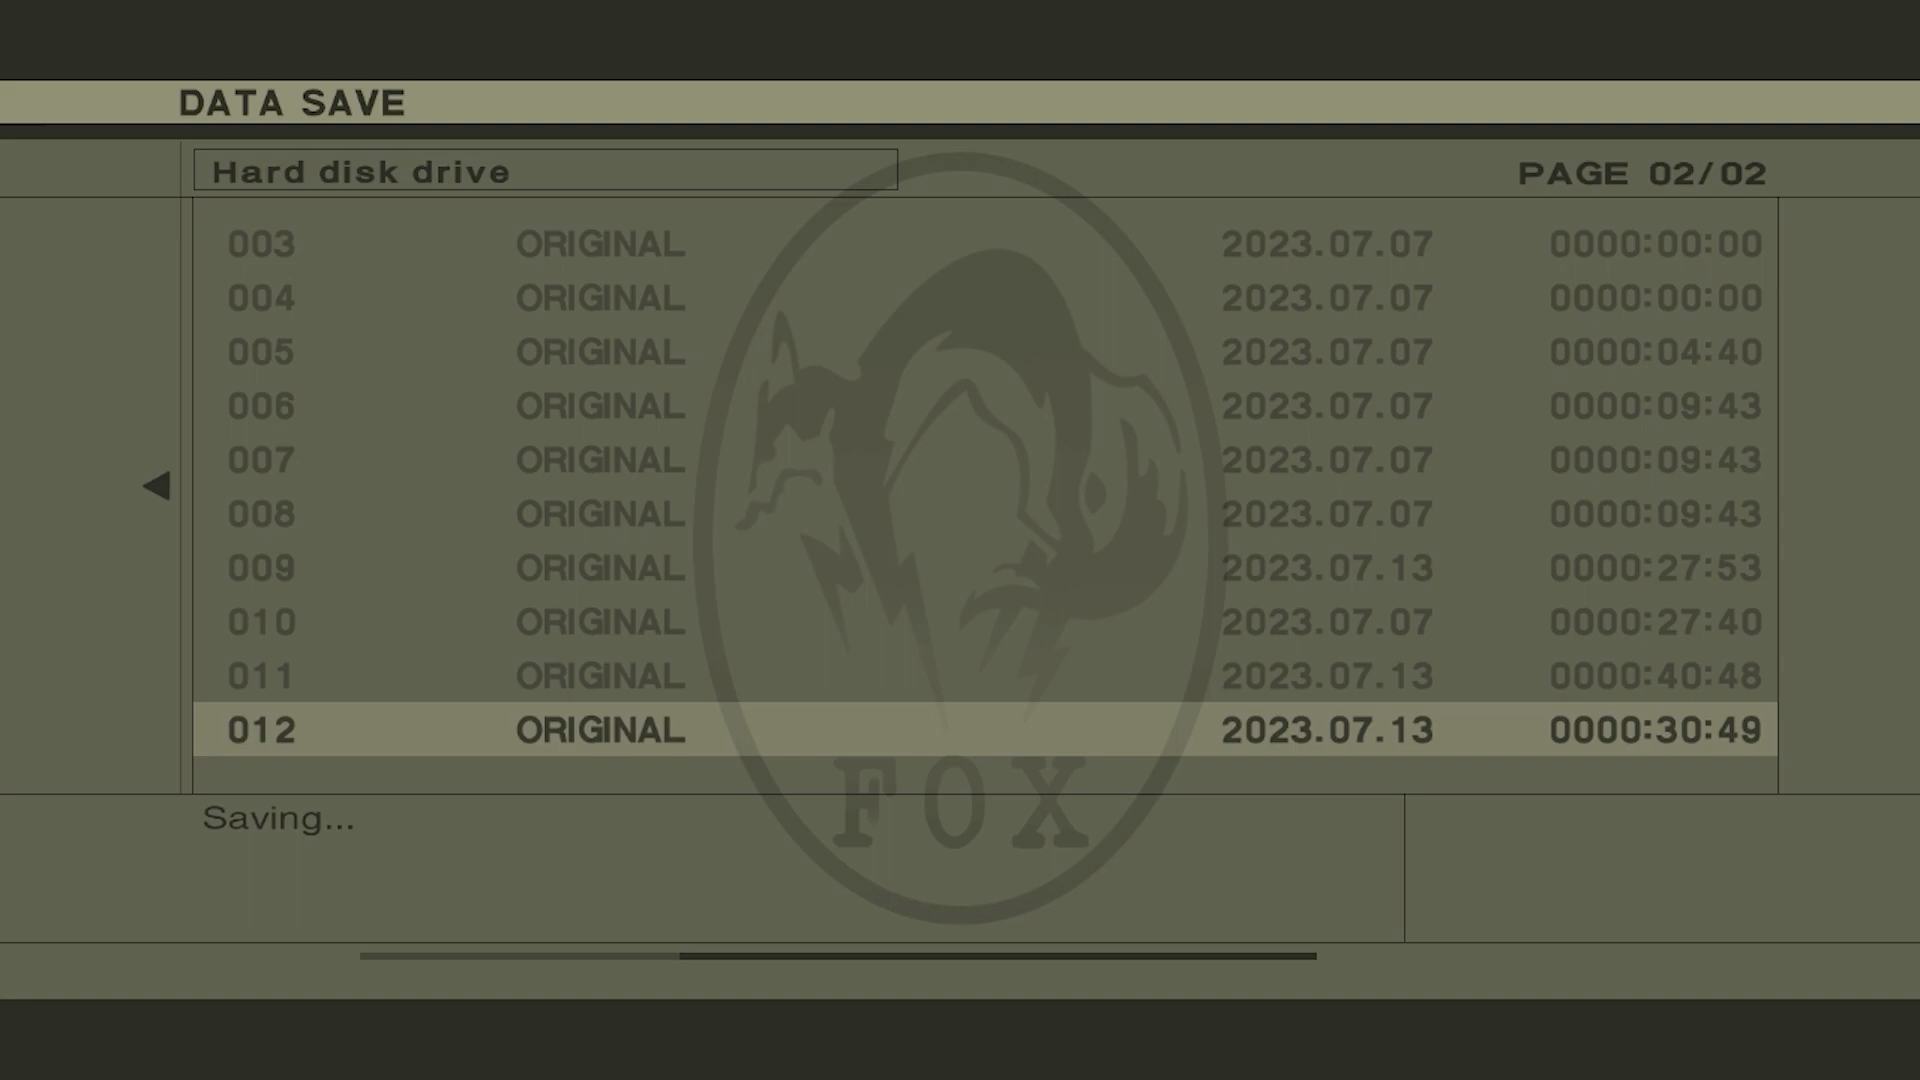 DATA SAVE
Hard disk drive PAGE 02/02
003 ORIGINAL 2023.07.07 0000:00:00
004 ORIGINAL 2023.07.07 0000:00:00
005 ORIGINAL 2023.07.07 0000:04:40
006 ORIGINAL 2023.07.07 0000:09:43
007 ORIGINAL 2023.07.07 0000:09:43
008 ORIGINAL 2023.07.07 0000:09:43
009 ORIGINAL 2023.07.13 0000:27:53
010 ORIGINAL 2023.07.07 0000:27:40
011 ORIGINAL 2023.07.13 0000:40:48
012 ORIGINAL 2023.07.13 0000:30:49
FOX
Saving...